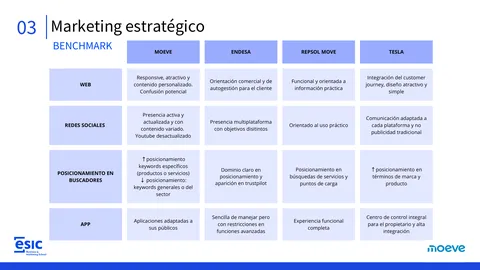 03 Marketing estratégico
BENCHMARK
MOEVE
ENDESA
REPSOL MOVE
TESLA
WEB
Responsive, atractivo y
contenido personalizado.
Confusión potencial
Orientación comercial y de
autogestión para el cliente
Funcional y orientada a
información práctica
Integración del customer
journey, diseño atractivo y
simple
REDES SOCIALES
Presencia activa y
actualizada y con
contenido variado.
Youtube desactualizado
Presencia multiplataforma
con objetivos disitintos
Orientado al uso práctico
Comunicación adaptada a
cada plataforma y no
publicidad tradicional
POSICIONAMIENTO EN
BUSCADORES
↑ posicionamiento
keywords específicos
(productos o servicios)
↓ posicionamiento:
keywords generales o del
sector
Dominio claro en
posicionamiento y
aparición en trustpilot
Posicionamiento en
búsquedas de servicios y
puntos de carga
↑ posicionamiento en
términos de marca y
producto
APP
Aplicaciones adaptadas a
sus públicos
Sencilla de manejar pero
con restricciones en
funciones avanzadas
Experiencia funcional
completa
Centro de control integral
para el propietario y alta
integración
esic
moeve